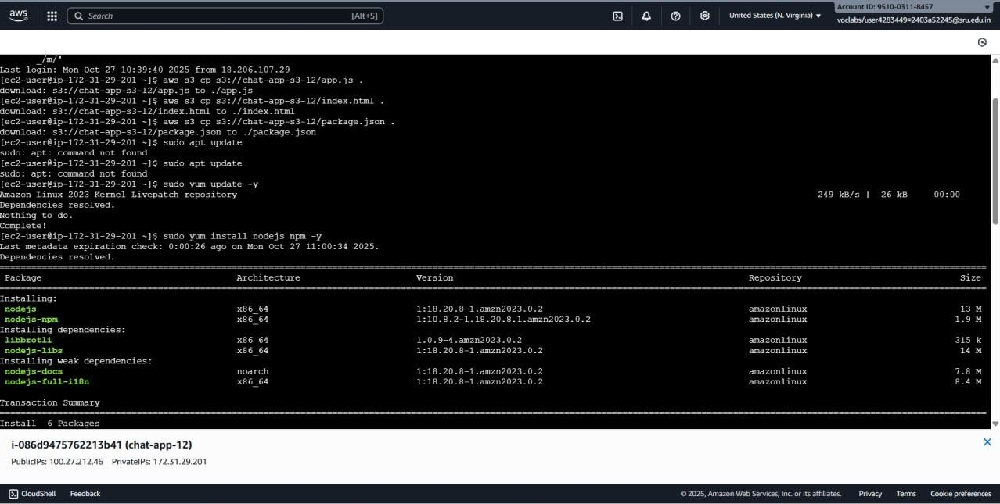 aws
Search [Alt+S]
United States (N. Virginia)
Account ID: 9510-0311-8457
voclabs/user4283449=2403a52245@sru.edu.in
_/m/'
Last login: Mon Oct 27 10:39:40 2025 from 18.206.107.29
[ec2-user@ip-172-31-29-201 ~]$ aws s3 cp s3://chat-app-s3-12/app.js .
download: s3://chat-app-s3-12/app.js to ./app.js
[ec2-user@ip-172-31-29-201 ~]$ aws s3 cp s3://chat-app-s3-12/index.html .
download: s3://chat-app-s3-12/index.html to ./index.html
[ec2-user@ip-172-31-29-201 ~]$ aws s3 cp s3://chat-app-s3-12/package.json .
download: s3://chat-app-s3-12/package.json to ./package.json
[ec2-user@ip-172-31-29-201 ~]$ sudo apt update
sudo: apt: command not found
[ec2-user@ip-172-31-29-201 ~]$ sudo apt update
sudo: apt: command not found
[ec2-user@ip-172-31-29-201 ~]$ sudo yum update -y
Amazon Linux 2023 Kernel Livepatch repository 249 kB/s | 26 kB 00:00
Dependencies resolved.
Nothing to do.
Complete!
[ec2-user@ip-172-31-29-201 ~]$ sudo yum install nodejs npm -y
Last metadata expiration check: 0:00:26 ago on Mon Oct 27 11:00:34 2025.
Dependencies resolved.
Package Architecture Version Repository Size
Installing:
nodejs x86_64 1:18.20.8-1.amzn2023.0.2 amazonlinux 13 M
nodejs-npm x86_64 1:10.8.2-1.18.20.8.1.amzn2023.0.2 amazonlinux 1.9 M
Installing dependencies:
libbrotli x86_64 1.0.9-4.amzn2023.0.2 amazonlinux 315 k
nodejs-libs x86_64 1:18.20.8-1.amzn2023.0.2 amazonlinux 14 M
Installing weak dependencies:
nodejs-docs noarch 1:18.20.8-1.amzn2023.0.2 amazonlinux 7.8 M
nodejs-full-i18n x86_64 1:18.20.8-1.amzn2023.0.2 amazonlinux 8.4 M
Transaction Summary
Install 6 Packages
i-086d9475762213b41 (chat-app-12)
PublicIPs: 100.27.212.46 PrivateIPs: 172.31.29.201
CloudShell Feedback © 2025, Amazon Web Services, Inc. or its affiliates. Privacy Terms Cookie preferences